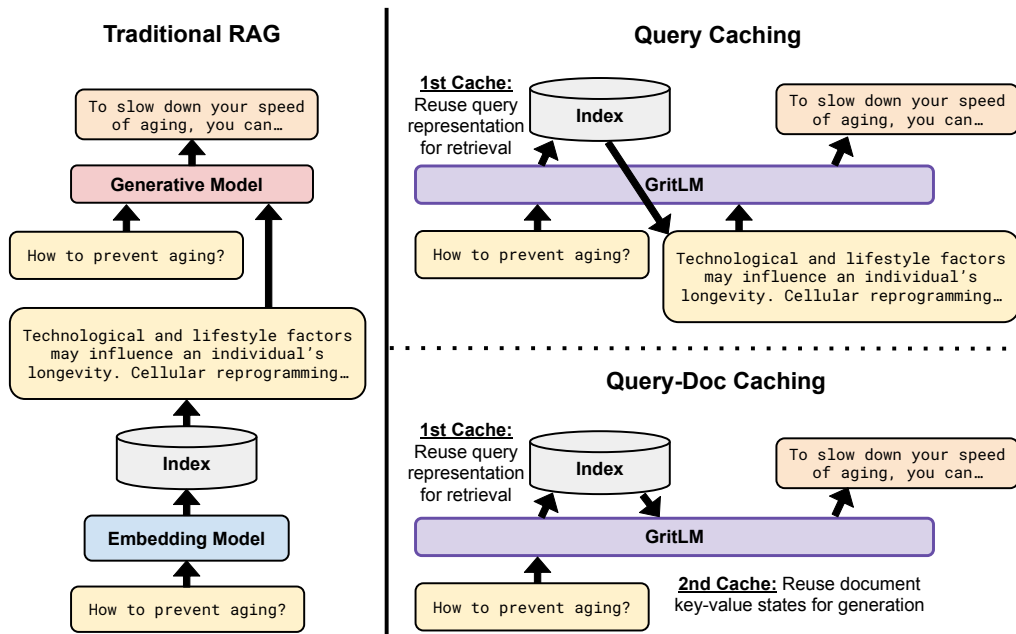 Traditional RAG
To slow down your speed
of aging, you can…
Generative Model
How to prevent aging?
Technological and lifestyle factors
may influence an individual's
longevity. Cellular reprogramming…
Index
Embedding Model
How to prevent aging?
Query Caching
1st Cache:
Reuse query
representation
for retrieval
Index
To slow down your speed
of aging, you can…
GritLM
How to prevent aging?
Technological and lifestyle factors
may influence an individual's
longevity. Cellular reprogramming…
Query-Doc Caching
1st Cache:
Reuse query
representation
for retrieval
Index
To slow down your speed
of aging, you can…
GritLM
How to prevent aging?
2nd Cache: Reuse document
key-value states for generation